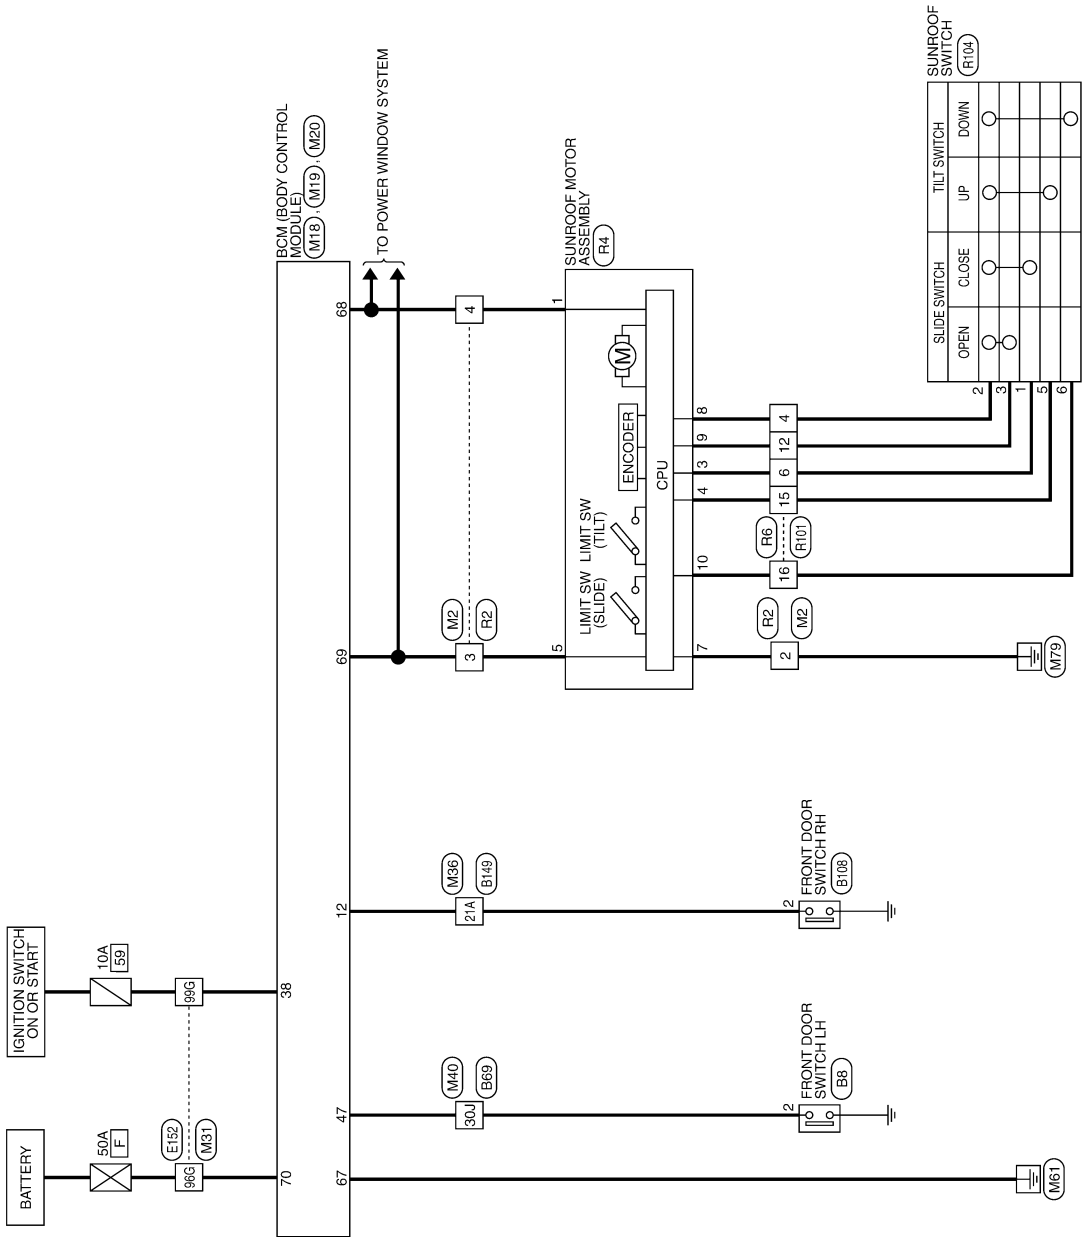 BATTERY
50A
F
96G
E152
M31
70
IGNITION SWITCH
ON OR START
10A
59
99G
38
BCM (BODY CONTROL
MODULE)
M18 , M19 , M20
67
47
12
69
68
TO POWER WINDOW SYSTEM
M61
30J
M40
B69
2
FRONT DOOR
SWITCH LH
B8
21A
M36
B149
2
FRONT DOOR
SWITCH RH
B108
3
M2
R2
4
5
1
SUNROOF MOTOR
ASSEMBLY
R4
LIMIT SW
(SLIDE)
LIMIT SW
(TILT)
ENCODER
M
CPU
7
10
4
3
9
8
2
R2
M2
M79
16
R6
R101
15
6
12
4
2
3
1
5
6
SUNROOF
SWITCH
R104
SLIDE SWITCH
TILT SWITCH
OPEN
CLOSE
UP
DOWN